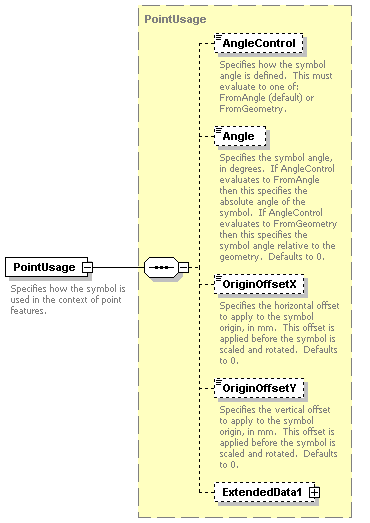 PointUsage
AngleControl
Specifies how the symbol
angle is defined.  This must
evaluate to one of:
FromAngle (default) or
FromGeometry.
Angle
Specifies the symbol angle,
in degrees.  If AngleControl
evaluates to FromAngle
then this specifies the
absolute angle of the
symbol.  If AngleControl
evaluates to FromGeometry
then this specifies the
symbol angle relative to the
geometry.  Defaults to 0.
PointUsage
Specifies how the symbol is
used in the context of point
features.
OriginOffsetX
Specifies the horizontal offset
to apply to the symbol
origin, in mm.  This offset is
applied before the symbol is
scaled and rotated.  Defaults
to 0.
OriginOffsetY
Specifies the vertical offset
to apply to the symbol
origin, in mm.  This offset is
applied before the symbol is
scaled and rotated.  Defaults
to 0.
ExtendedData1